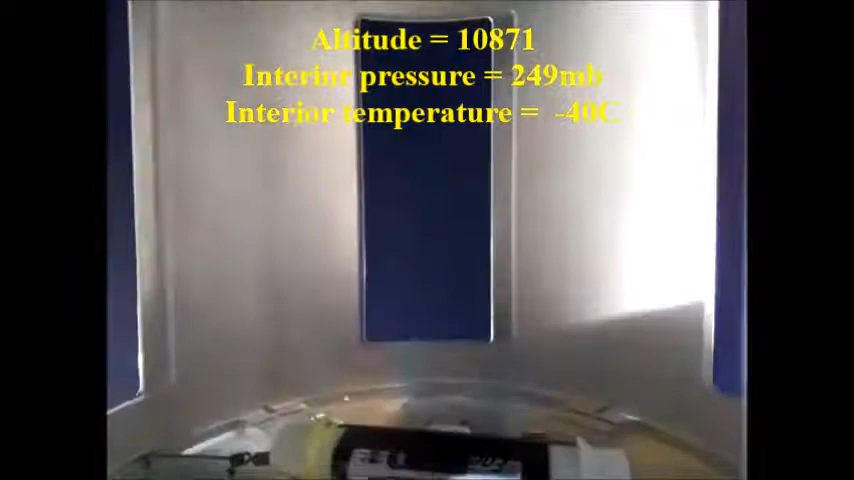 Altitude = 10871
Interior pressure = 249mb
Interior temperature = -40C